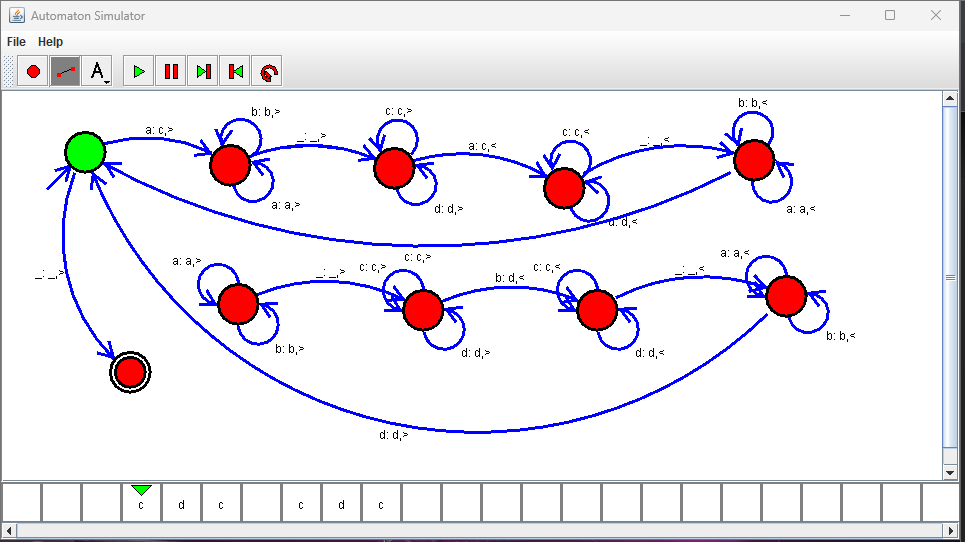 Automaton Simulator
File Help
A
b: b,> c: c,> b: b,<
a: c,> _: _,> a: c,< c: c,< _: _,<
a: a,> d: d,> d: d,< a: a,<
a: a,> _: _,> c: c,> c: c,> b: d,< c: c,< _: _,< a: a,<
_: _,>
b: b,> d: d,> d: d,< b: b,<
d: d,>
c d c c d c